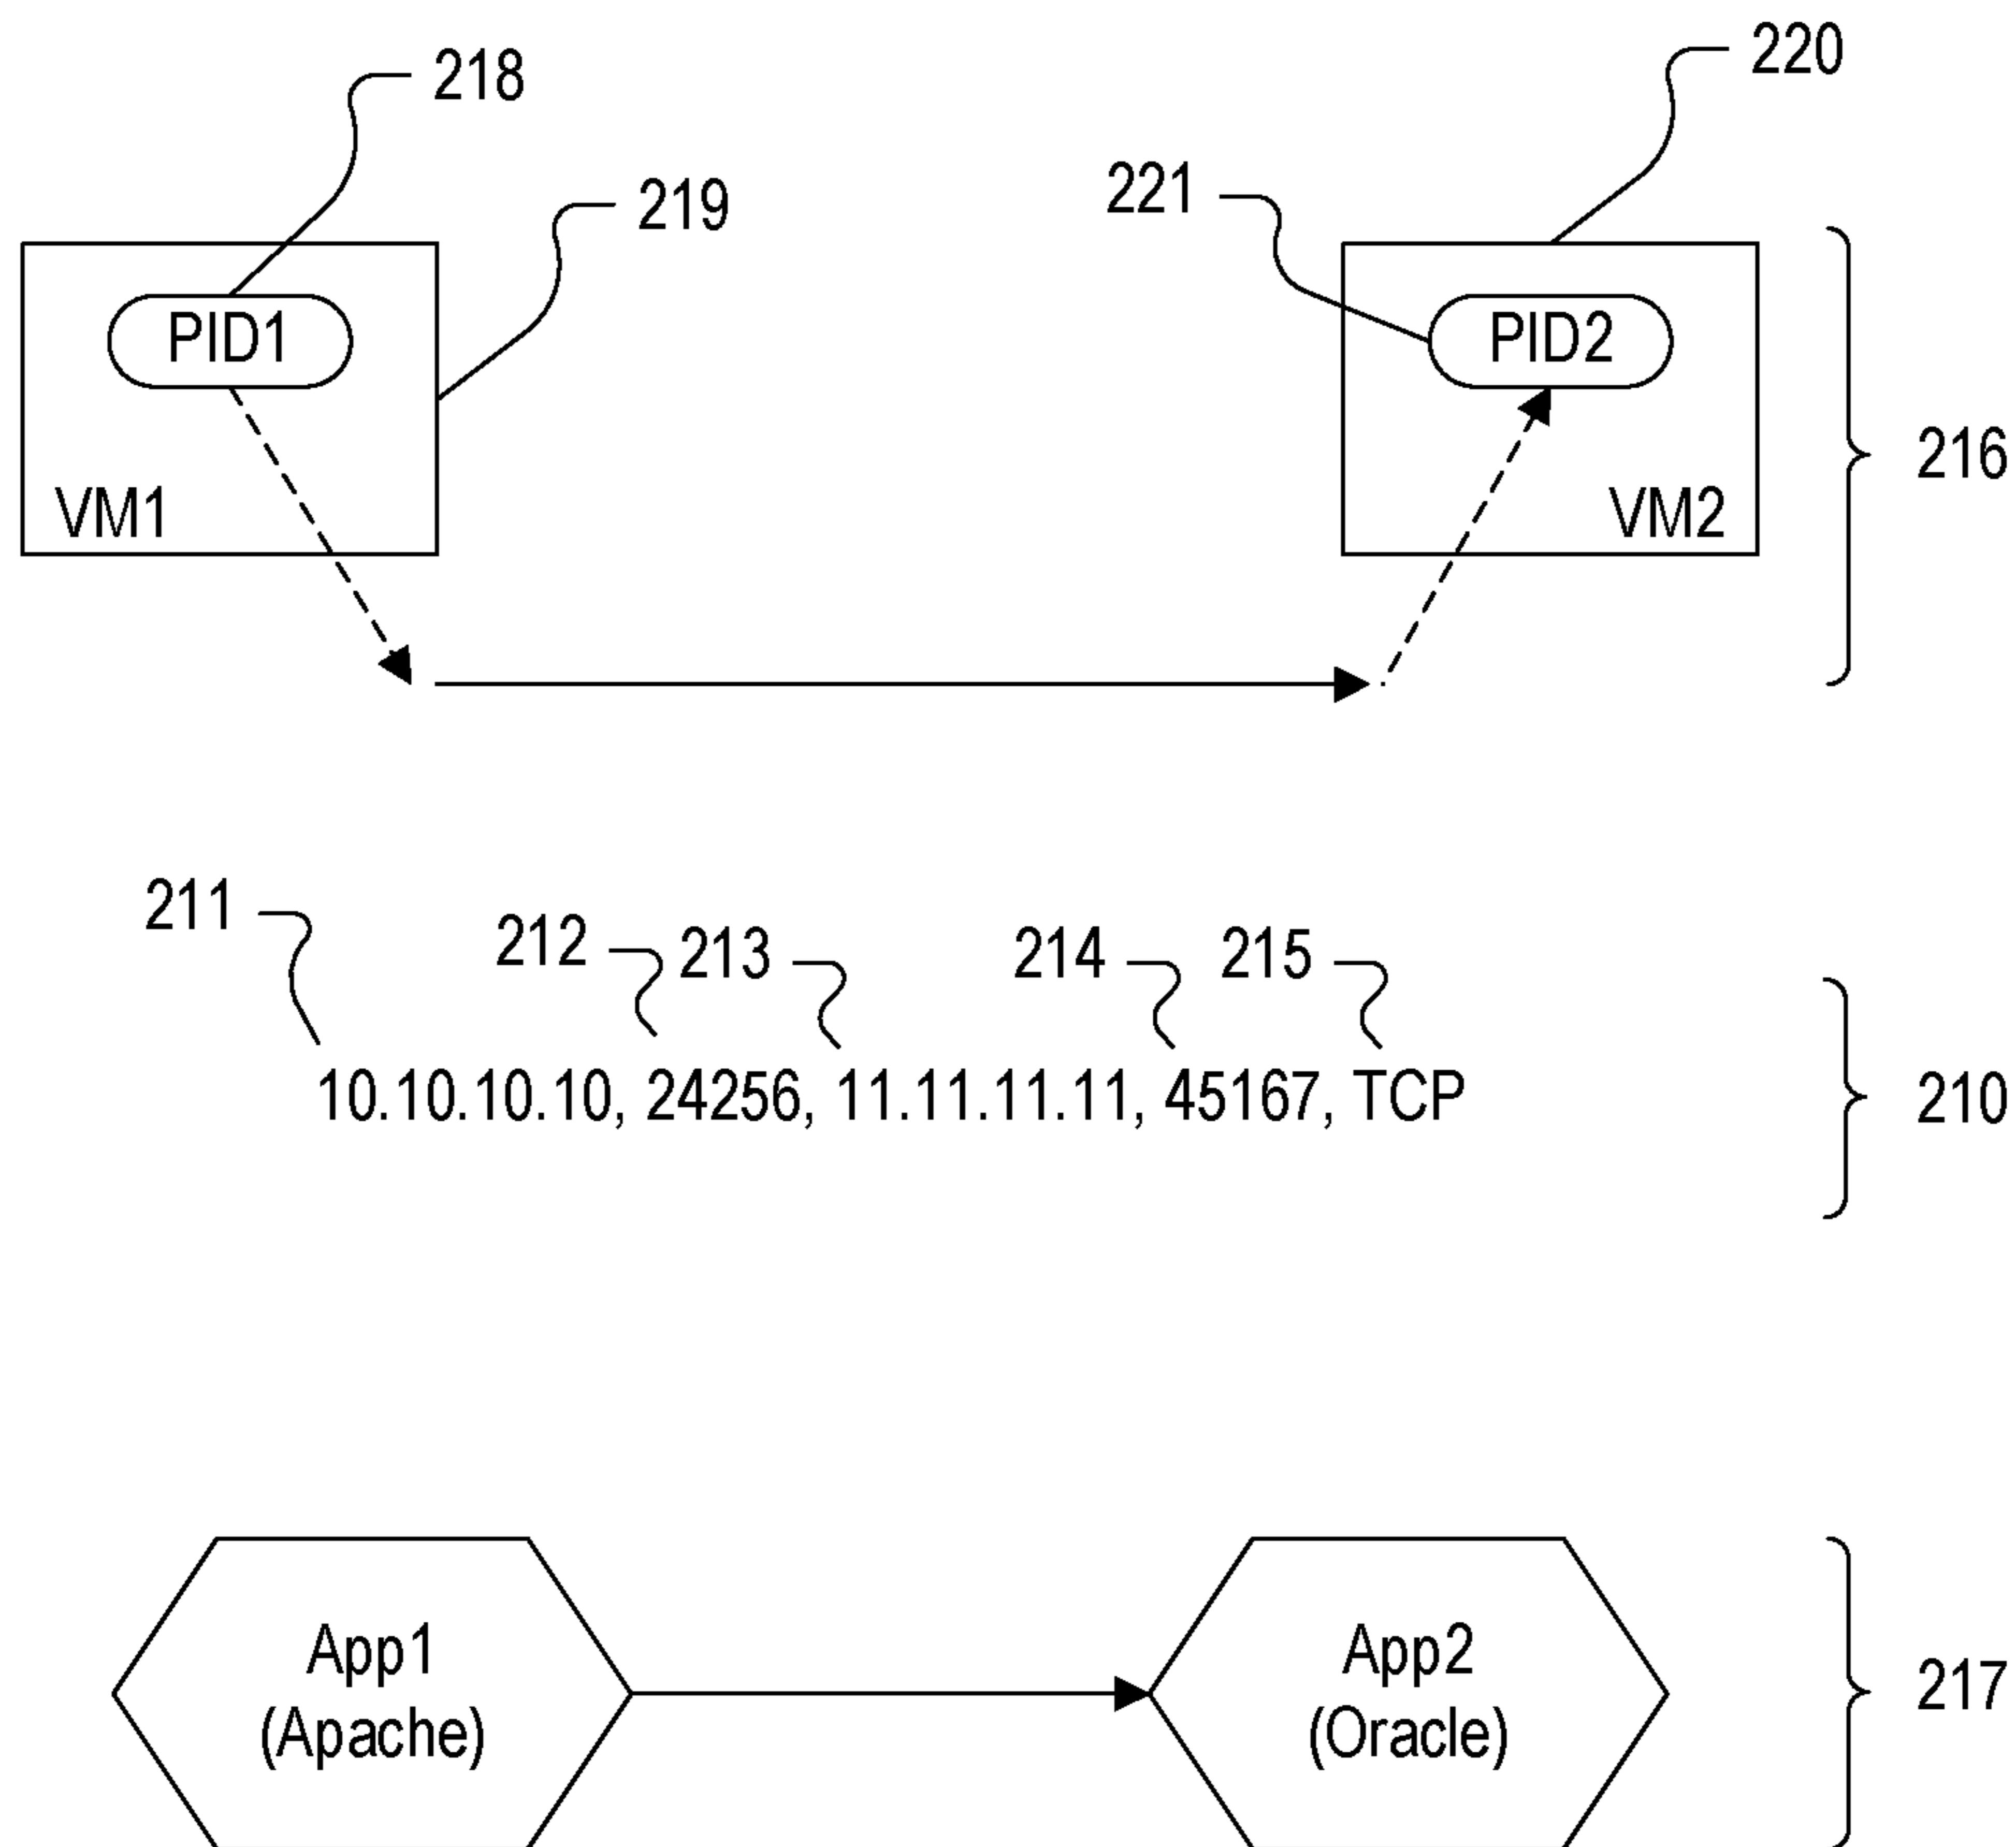 220
218
221
219
PID1
PID2
216
VM1
VM2
211
212
213
214
215
10.10.10.10, 24256, 11.11.11.11, 45167, TCP
210
App1
(Apache)
App2
(Oracle)
217